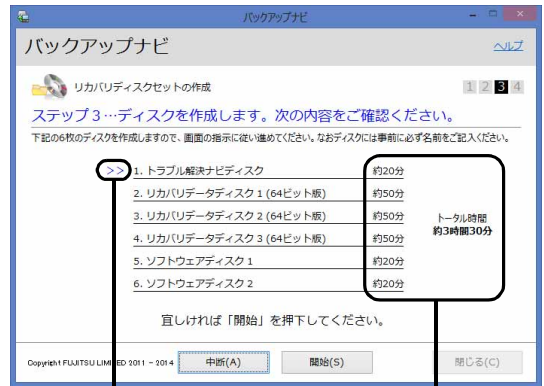 バックアップナビ
バックアップナビ
ヘルプ
リカバリディスクセットの作成
1 2 3 4
ステップ3…ディスクを作成します。次の内容をご確認ください。
下記の6枚のディスクを作成しますので、画面の指示に従い進めてください。なおディスクには事前に必ず名前をご記入ください。
>> 1. トラブル解決ナビディスク 約20分
2. リカバリデータディスク 1 (64ビット版) 約50分
3. リカバリデータディスク 2 (64ビット版) 約50分
4. リカバリデータディスク 3 (64ビット版) 約50分
5. ソフトウェアディスク 1 約20分
6. ソフトウェアディスク 2 約20分
トータル時間
約3時間30分
宜しければ「開始」を押下してください。
Copyright FUJITSU LIMITED 2011 - 2014
中断(A)
開始(S)
閉じる(C)